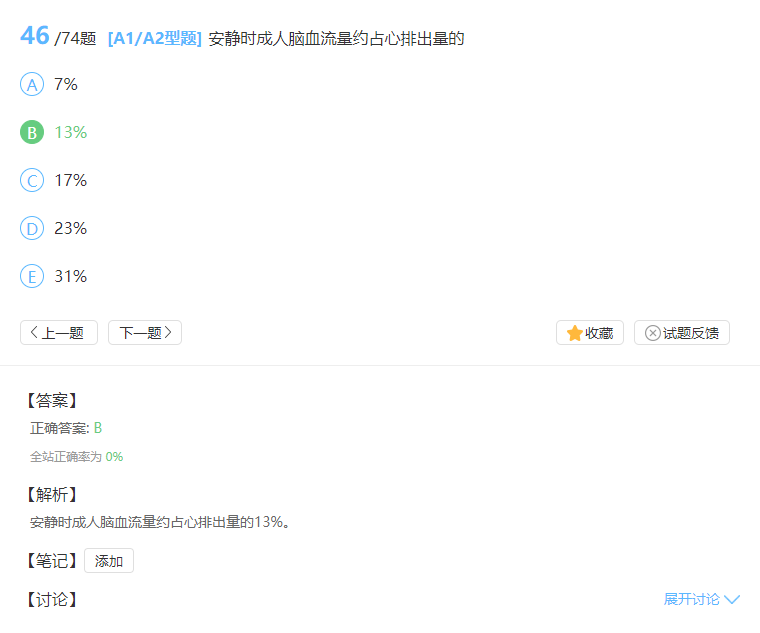 46 /74题 [A1/A2型题] 安静时成人脑血流量约占心排出量的
A 7%
B 13%
C 17%
D 23%
E 31%
上一题 下一题 收藏 试题反馈
【答案】
正确答案: B
全站正确率为 0%
【解析】
安静时成人脑血流量约占心排出量的13%。
【笔记】 添加
【讨论】 展开讨论